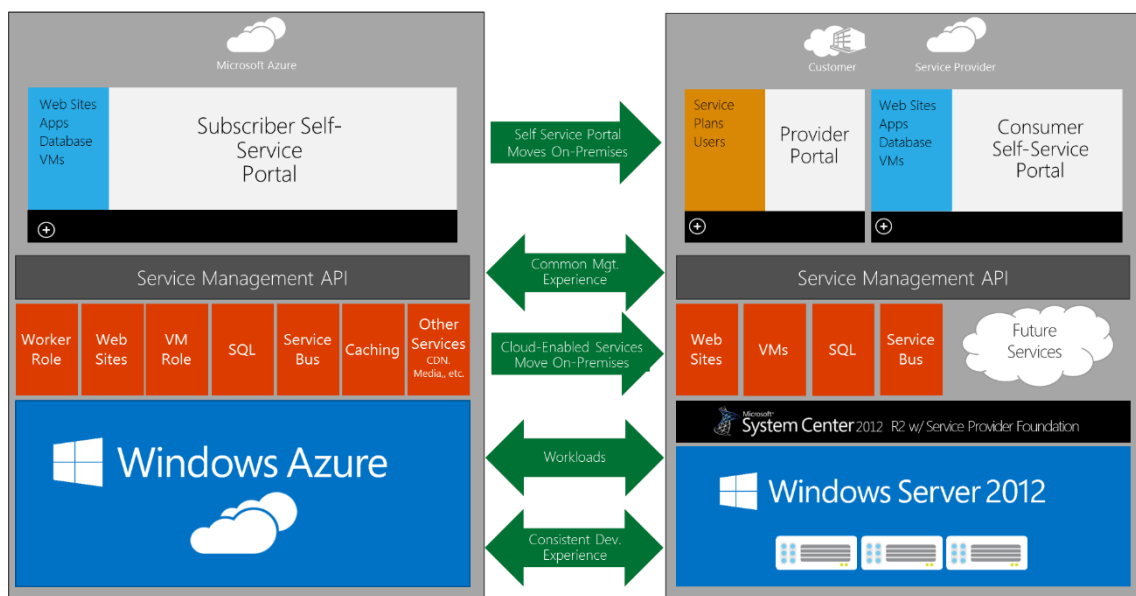 Microsoft Azure
Web Sites
Apps
Database
VMs
Subscriber Self-
Service
Portal
Service Management API
Worker
Role
Web
Sites
VM
Role
SQL
Service
Bus
Caching
Other
Services
CDN.
Media,, etc.
Windows Azure
Self Service Portal
Moves On-Premises
Common Mgt.
Experience
Cloud-Enabled Services
Move On-Premises
Workloads
Consistent Dev.
Experience
Customer
Service Provider
Service
Plans
Users
Provider
Portal
Web Sites
Apps
Database
VMs
Consumer
Self-Service
Portal
Service Management API
Web
Sites
VMs
SQL
Service
Bus
Future
Services
Microsoft*
System Center 2012 R2 w/ Service Provider Foundation
Windows Server 2012